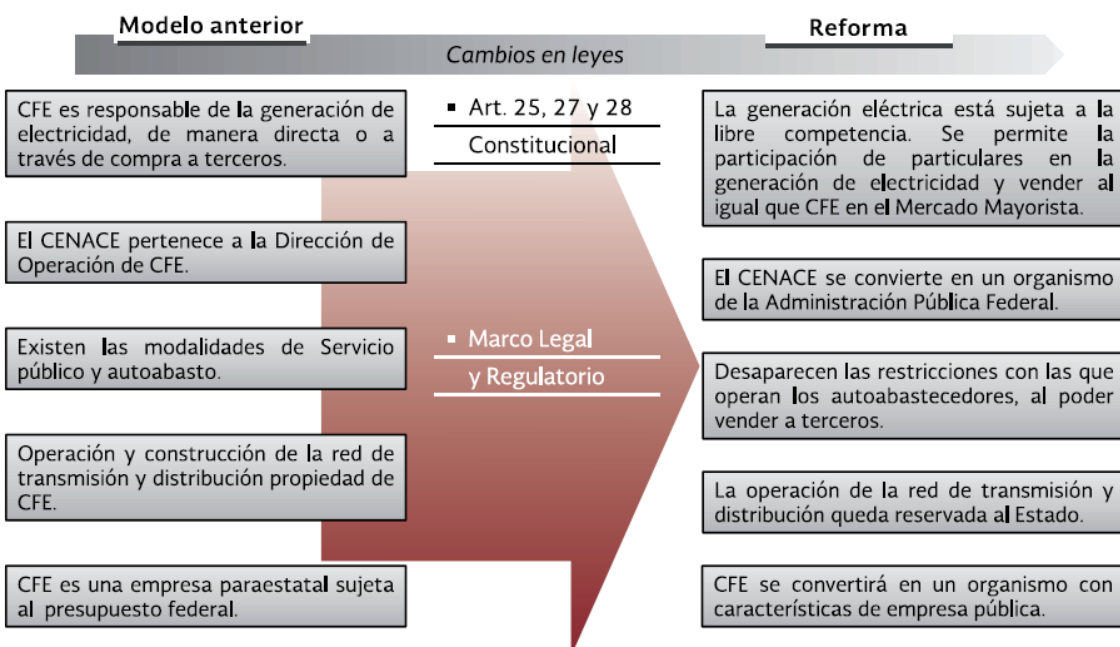 Modelo anterior
Reforma
Cambios en leyes
CFE es responsable de la generación de
electricidad, de manera directa o a
través de compra a terceros.
El CENACE pertenece a la Dirección de
Operación de CFE.
Existen las modalidades de Servicio
público y autoabasto.
Operación y construcción de la red de
transmisión y distribución propiedad de
CFE.
CFE es una empresa paraestatal sujeta
al presupuesto federal.
▪ Art. 25, 27 y 28
Constitucional
▪ Marco Legal
y Regulatorio
La generación eléctrica está sujeta a la
libre competencia. Se permite la
participación de particulares en la
generación de electricidad y vender al
igual que CFE en el Mercado Mayorista.
El CENACE se convierte en un organismo
de la Administración Pública Federal.
Desaparecen las restricciones con las que
operan los autoabastecedores, al poder
vender a terceros.
La operación de la red de transmisión y
distribución queda reservada al Estado.
CFE se convertirá en un organismo con
características de empresa pública.